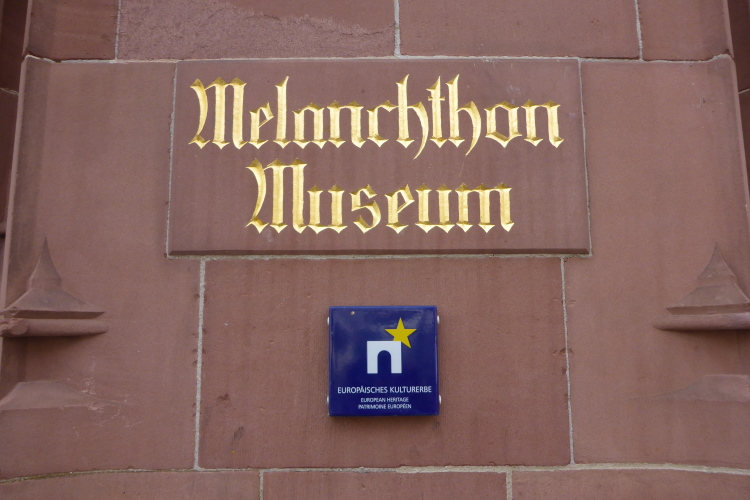 Melanchthon
Museum
EUROPÄISCHES KULTURERBE
EUROPEAN HERITAGE
PATRIMOINE EUROPÉEN